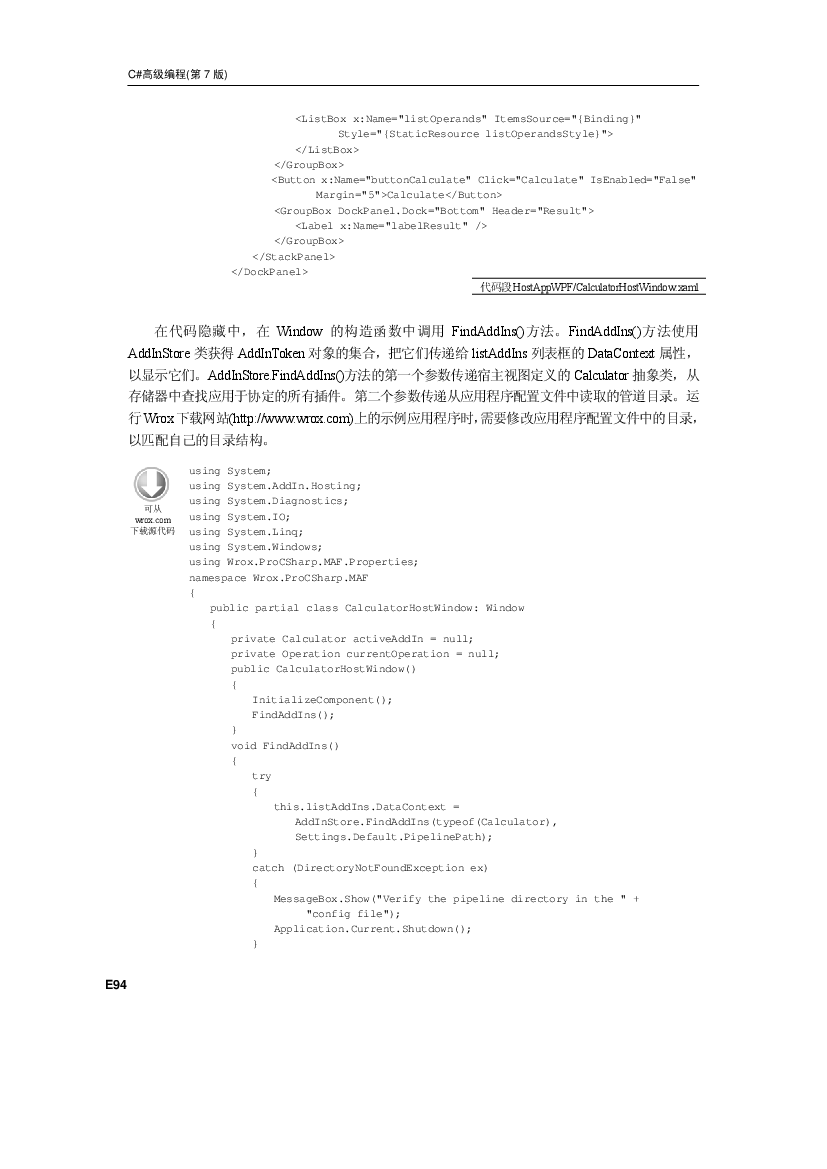 C#高级编程(第 7 版)
<ListBox x:Name="listOperands" ItemsSource="{Binding}"
Style="{StaticResource listOperandsStyle}">
</ListBox>
</GroupBox>
<Button x:Name="buttonCalculate" Click="Calculate" IsEnabled="False"
Margin="5">Calculate</Button>
<GroupBox DockPanel.Dock="Bottom" Header="Result">
<Label x:Name="labelResult" />
</GroupBox>
</StackPanel>
</DockPanel>
代码段 HostAppWPF/CalculatorHostWindow.xaml
在代码隐藏中，在 Window 的构造函数中调用 FindAddIns()方法。FindAddIns()方法使用
AddInStore 类获得 AddInToken 对象的集合，把它们传递给 listAddIns 列表框的 DataContext 属性，
以显示它们。AddInStore.FindAddIns()方法的第一个参数传递宿主视图定义的 Calculator 抽象类，从
存储器中查找应用于协定的所有插件。第二个参数传递从应用程序配置文件中读取的管道目录。运
行 Wrox 下载网站(http://www.wrox.com)上的示例应用程序时，需要修改应用程序配置文件中的目录，
以匹配自己的目录结构。
可从
wrox.com
下载源代码
using System;
using System.AddIn.Hosting;
using System.Diagnostics;
using System.IO;
using System.Linq;
using System.Windows;
using Wrox.ProCSharp.MAF.Properties;
namespace Wrox.ProCSharp.MAF
{
public partial class CalculatorHostWindow: Window
{
private Calculator activeAddIn = null;
private Operation currentOperation = null;
public CalculatorHostWindow()
{
InitializeComponent();
FindAddIns();
}
void FindAddIns()
{
try
{
this.listAddIns.DataContext =
AddInStore.FindAddIns(typeof(Calculator),
Settings.Default.PipelinePath);
}
catch (DirectoryNotFoundException ex)
{
MessageBox.Show("Verify the pipeline directory in the " +
"config file");
Application.Current.Shutdown();
}
E94